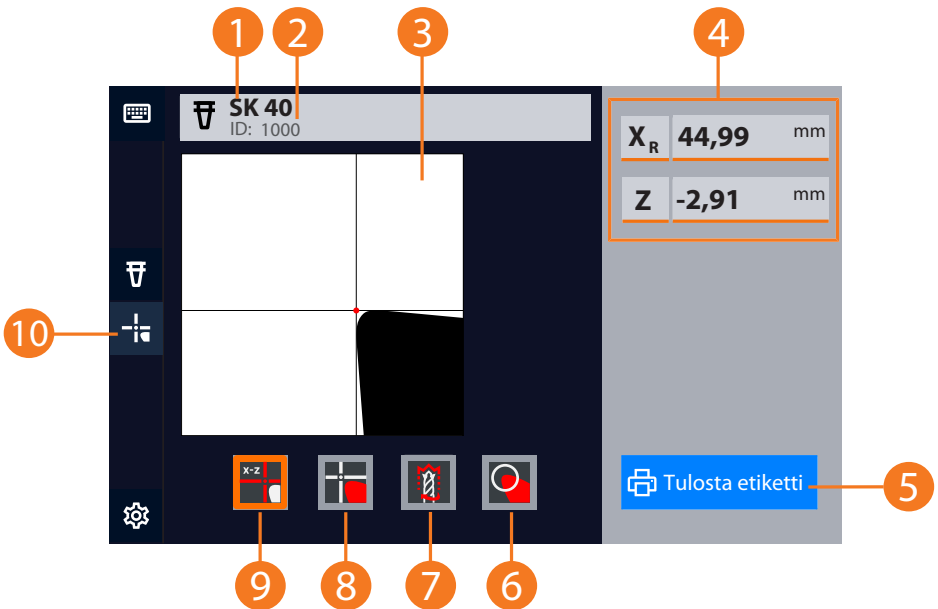 1 2 3 4
SK 40
ID: 1000
X R 44,99 mm
Z -2,91 mm
10
x-z
Tulosta etiketti 5
9 8 7 6